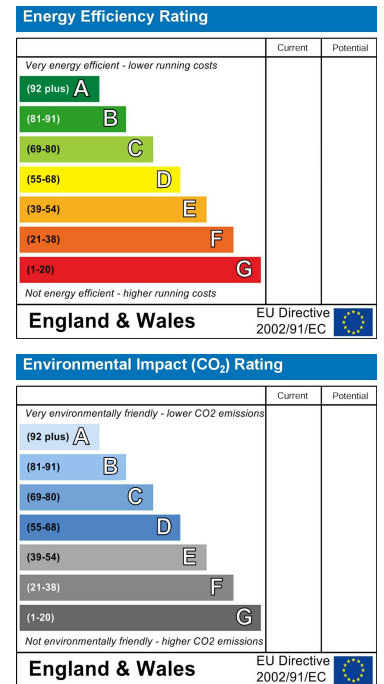 Energy Efficiency Rating
Current Potential
Very energy efficient - lower running costs
(92 plus) A
(81-91) B
(69-80) C
(55-68) D
(39-54) E
(21-38) F
(1-20) G
Not energy efficient - higher running costs
England & Wales EU Directive
2002/91/EC
Environmental Impact (CO₂) Rating
Current Potential
Very environmentally friendly - lower CO2 emissions
(92 plus) A
(81-91) B
(69-80) C
(55-68) D
(39-54) E
(21-38) F
(1-20) G
Not environmentally friendly - higher CO2 emissions
England & Wales EU Directive
2002/91/EC